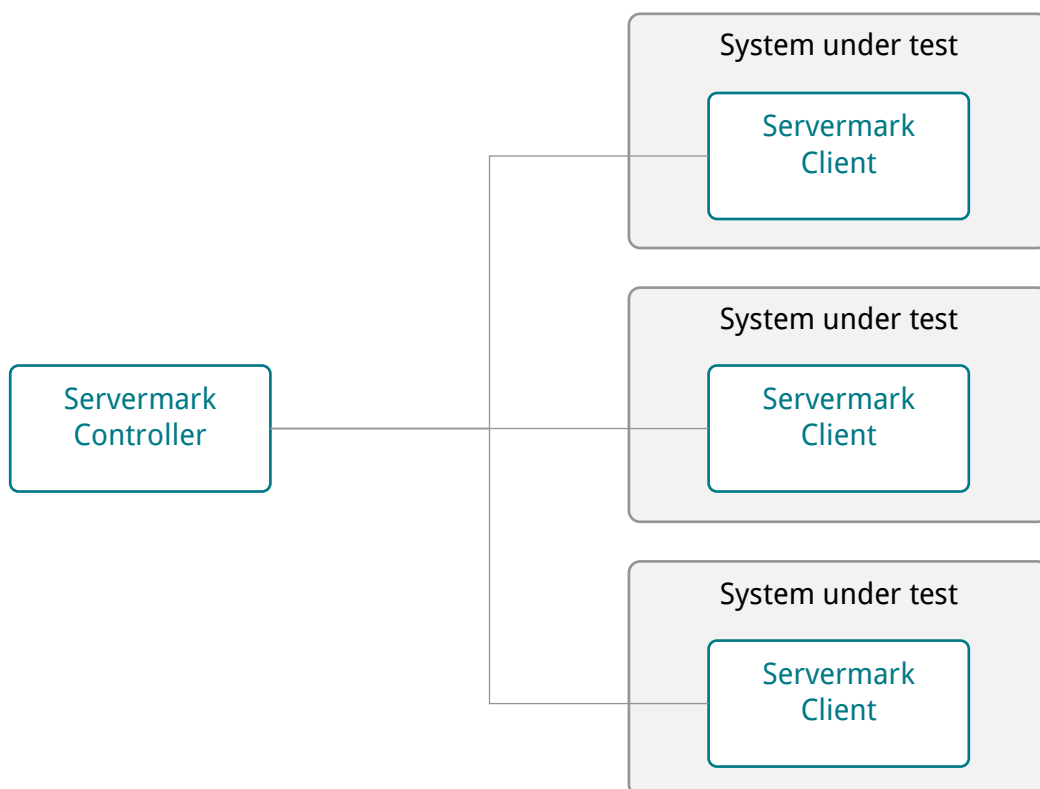 System under test
Servermark
Client
System under test
Servermark
Controller
Servermark
Client
System under test
Servermark
Client